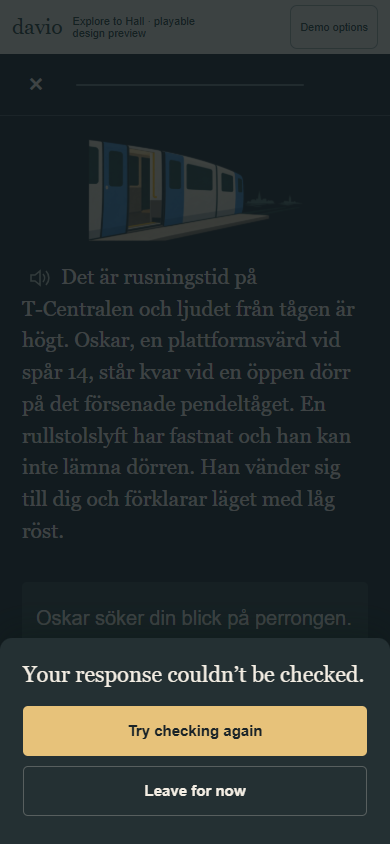 davio
Explore to Hall · playable
design preview
Demo options
Det är rusningstid på
T-Centralen och ljudet från tågen är
högt. Oskar, en plattformsvärd vid
spår 14, står kvar vid en öppen dörr
på det försenade pendeltåget. En
rullstolslyft har fastnat och han kan
inte lämna dörren. Han vänder sig
till dig och förklarar läget med låg
röst.
Oskar söker din blick på perrongen.
Your response couldn’t be checked.
Try checking again
Leave for now